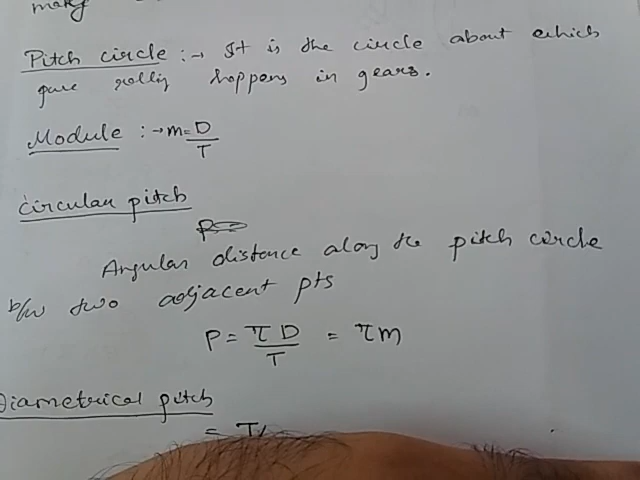 many
Pitch circle :→ It is the circle about which
pure rolling happens in gears.
Module :→ m = D/T
Circular pitch
Angular distance along the pitch circle
b/w two adjacent pts
P = πD/T = πm
Diametrical pitch
= T/